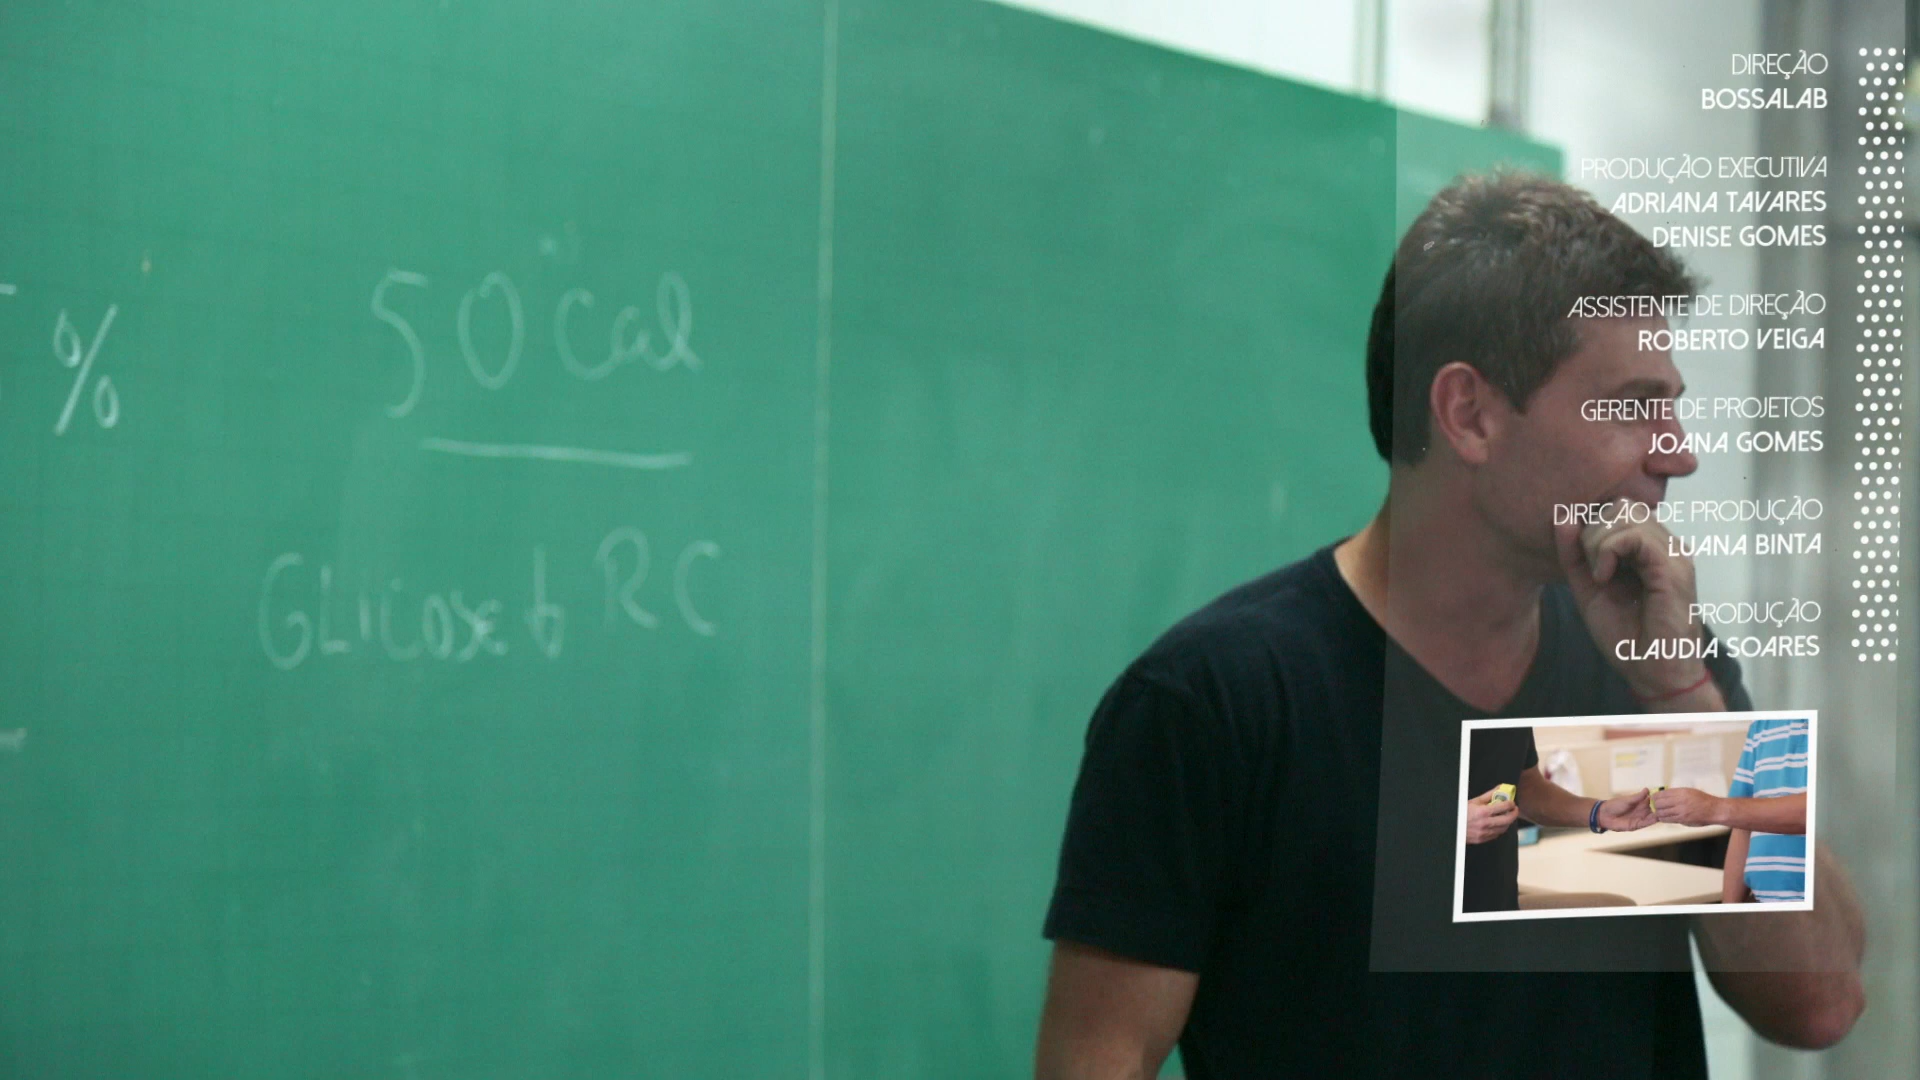 %
50 Cal
GLICOSE RC
DIREÇÃO
BOSSALAB
PRODUÇÃO EXECUTIVA
ADRIANA TAVARES
DENISE GOMES
ASSISTENTE DE DIREÇÃO
ROBERTO VEIGA
GERENTE DE PROJETOS
JOANA GOMES
DIREÇÃO DE PRODUÇÃO
LUANA BINTA
PRODUÇÃO
CLAUDIA SOARES